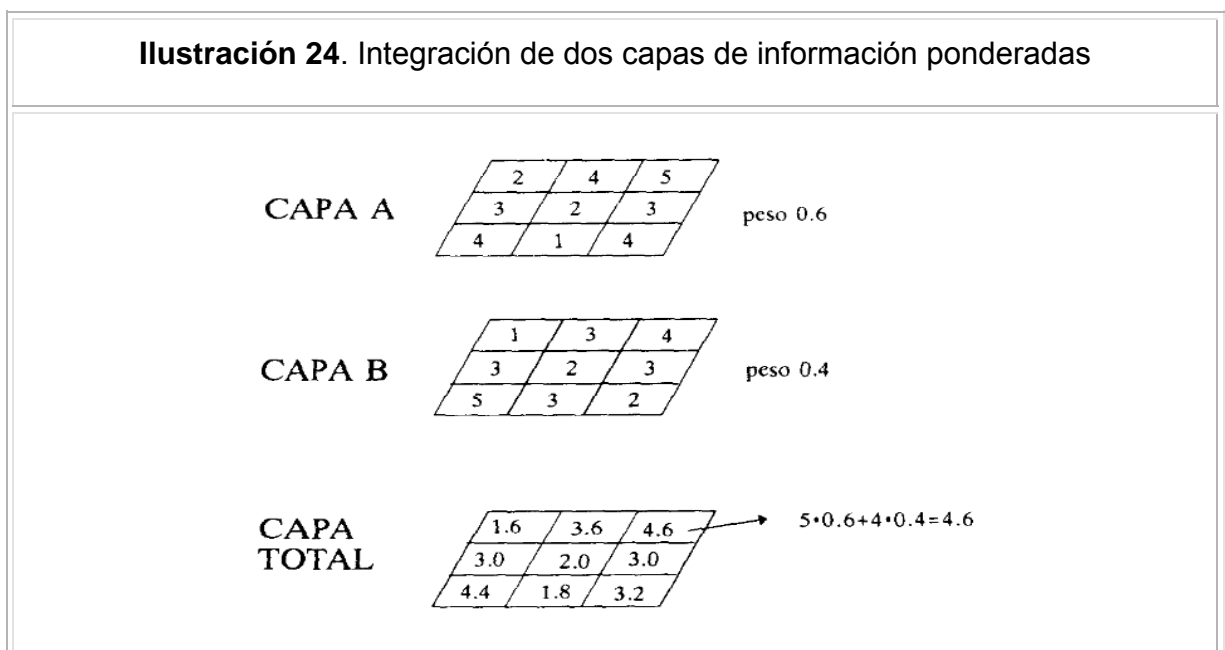 Ilustración 24. Integración de dos capas de información ponderadas
CAPA A
2 4 5
3 2 3
4 1 4
peso 0.6
CAPA B
1 3 4
3 2 3
5 3 2
peso 0.4
CAPA
TOTAL
1.6 3.6 4.6
3.0 2.0 3.0
4.4 1.8 3.2
5•0.6+4•0.4=4.6